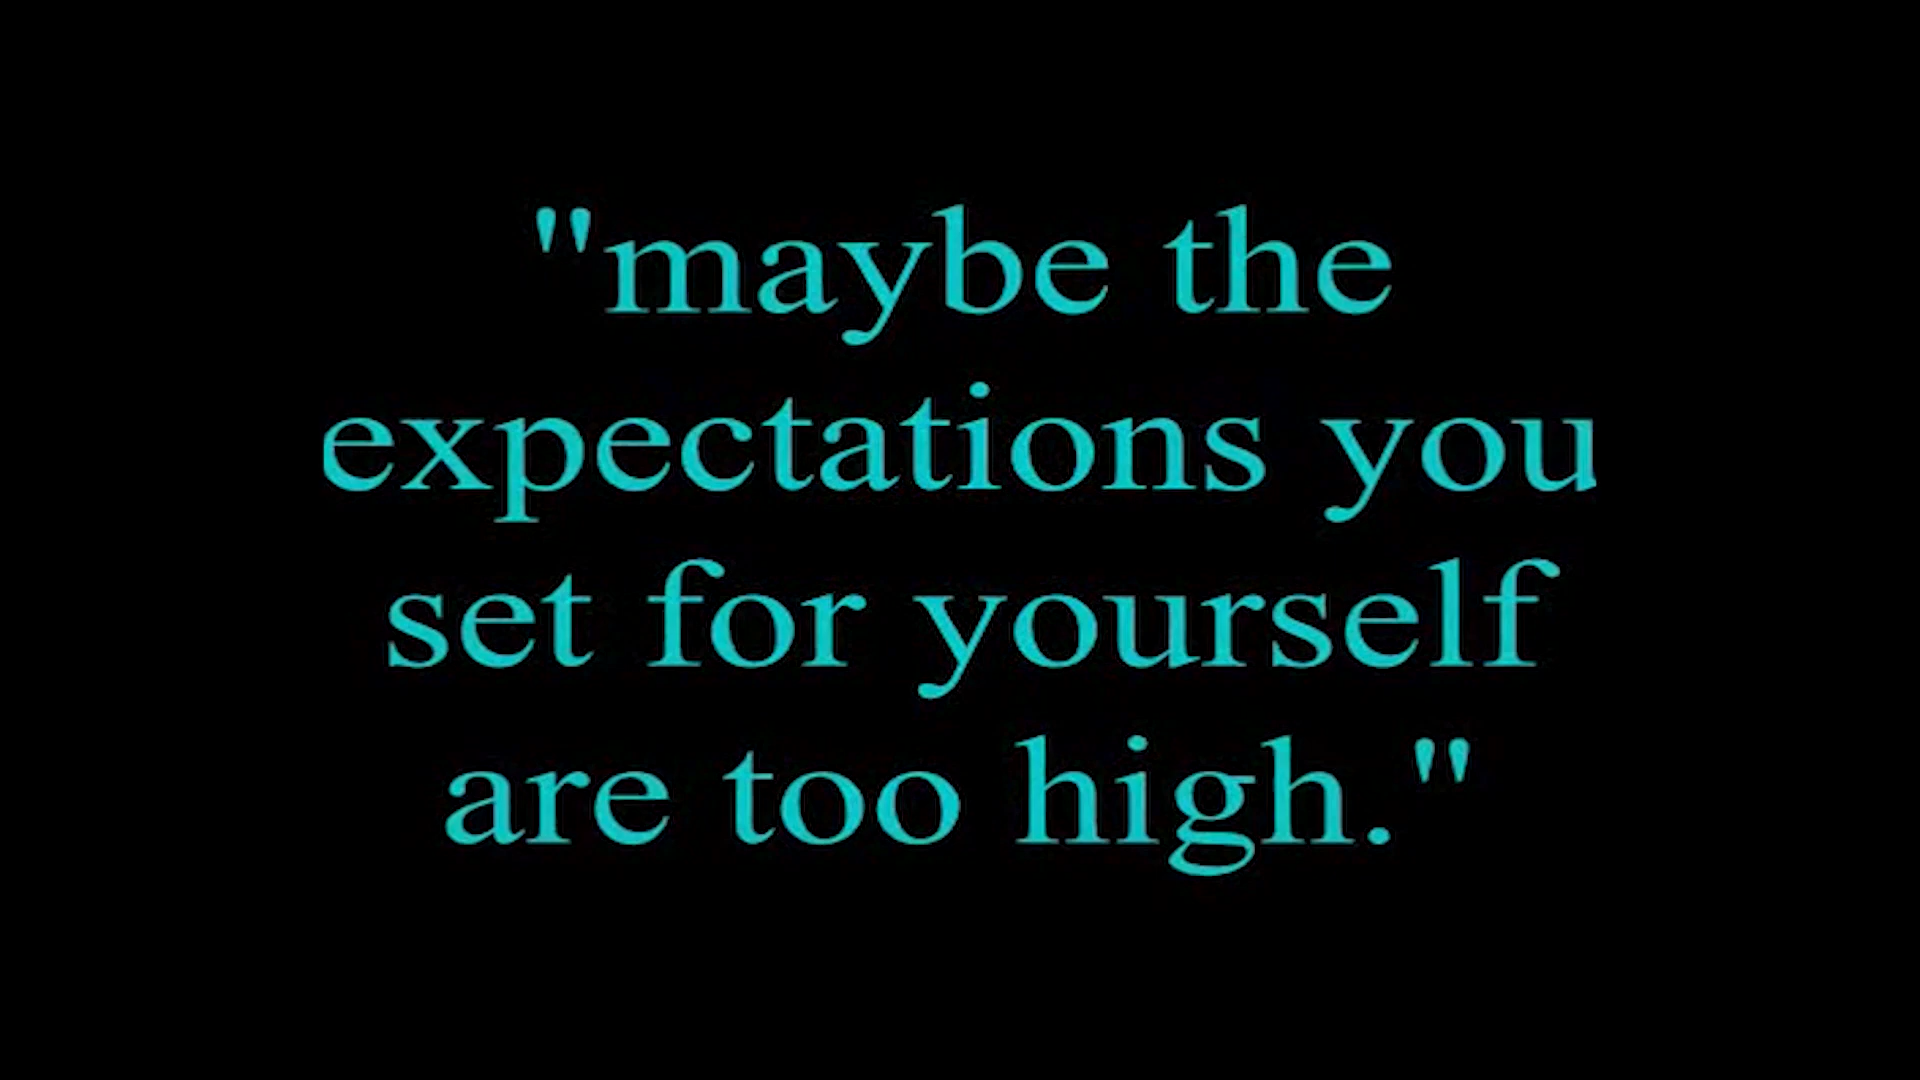 "maybe the
expectations you
set for yourself
are too high."